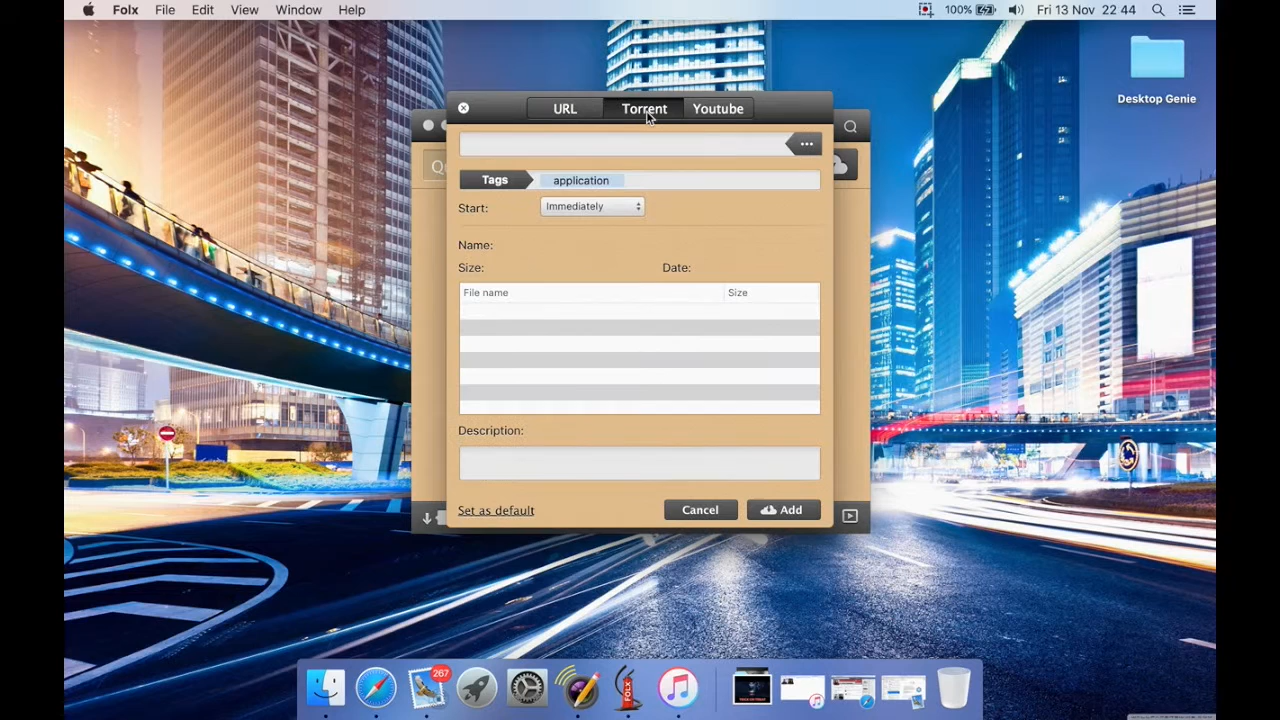 Folx File Edit View Window Help
100% Fri 13 Nov 22 44
Desktop Genie
URL Torrent Youtube
Tags application
Start: Immediately
Name:
Size: Date:
File name Size
Description:
Set as default Cancel Add
267
FOLX